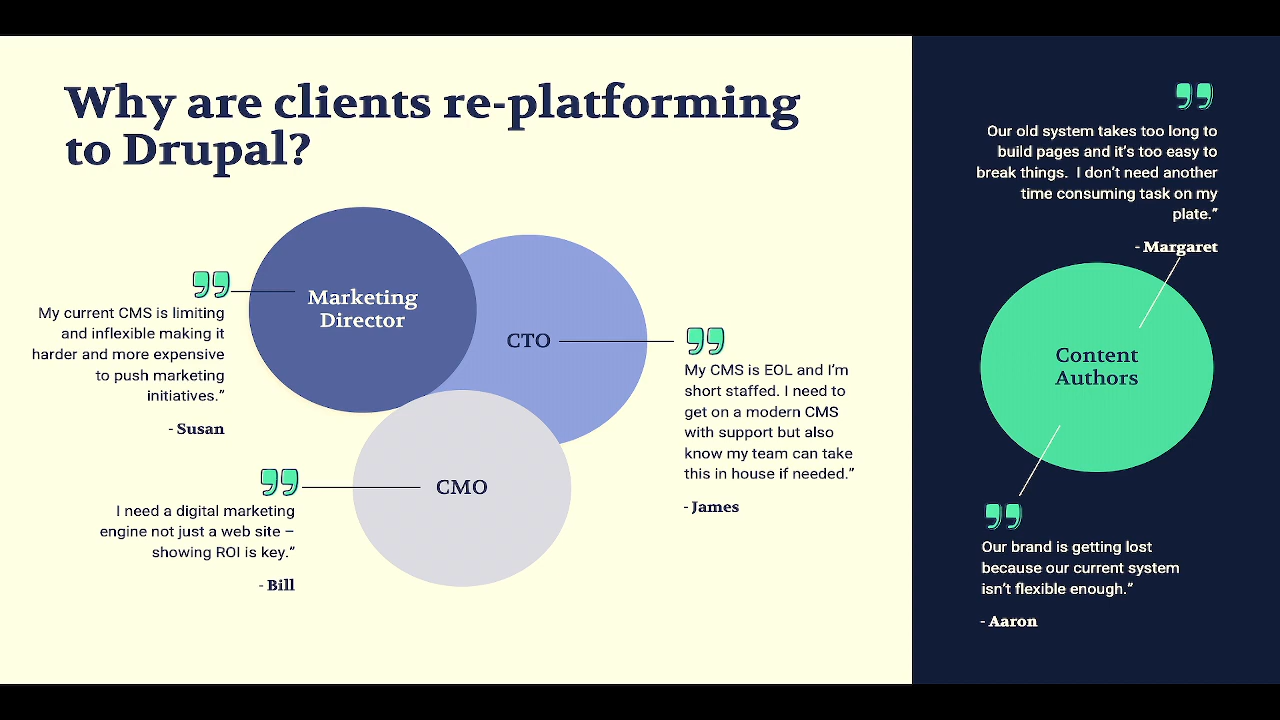 Why are clients re-platforming
to Drupal?
Marketing
Director
My current CMS is limiting
and inflexible making it
harder and more expensive
to push marketing
initiatives.”
- Susan
CTO
My CMS is EOL and I’m
short staffed. I need to
get on a modern CMS
with support but also
know my team can take
this in house if needed.”
- James
CMO
I need a digital marketing
engine not just a web site –
showing ROI is key.”
- Bill
Our old system takes too long to
build pages and it’s too easy to
break things.  I don’t need another
time consuming task on my
plate.”
- Margaret
Content
Authors
Our brand is getting lost
because our current system
isn’t flexible enough.”
- Aaron